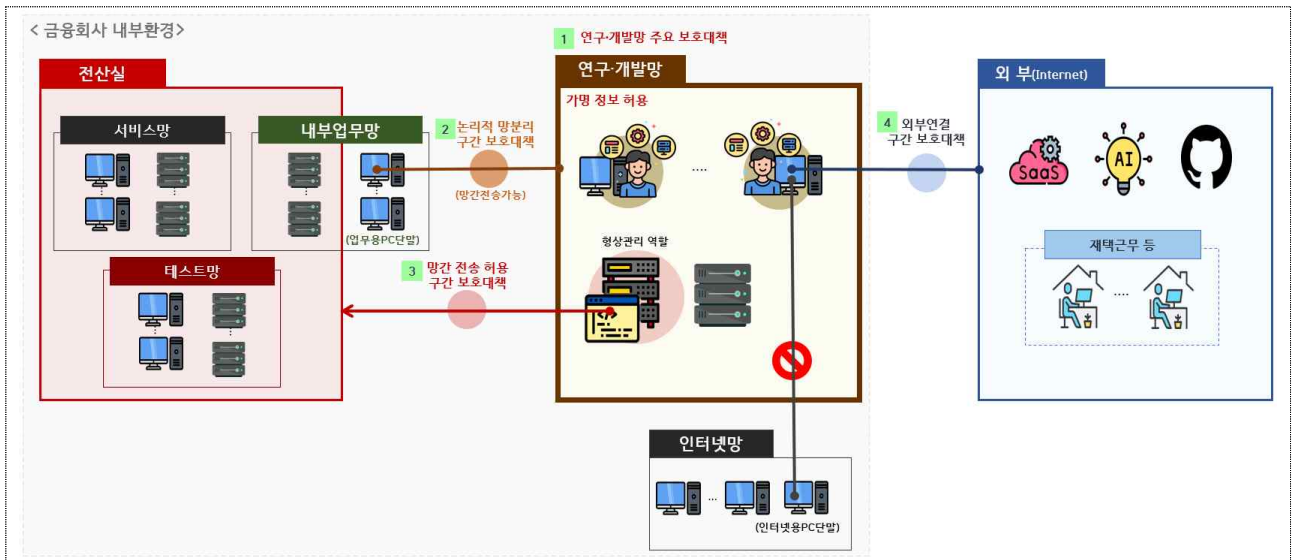 < 금융회사 내부환경>
1 연구·개발망 주요 보호대책
전산실
연구·개발망
외 부(Internet)
가명 정보 허용
서비스망
내부업무망
2 논리적 망분리
구간 보호대책
(망간전송가능)
4 외부연결
구간 보호대책
SaaS
AI
....
(업무용PC단말)
형상관리 역할
재택근무 등
테스트망
3 망간 전송 허용
구간 보호대책
....
</>
인터넷망
...
(인터넷용PC단말)